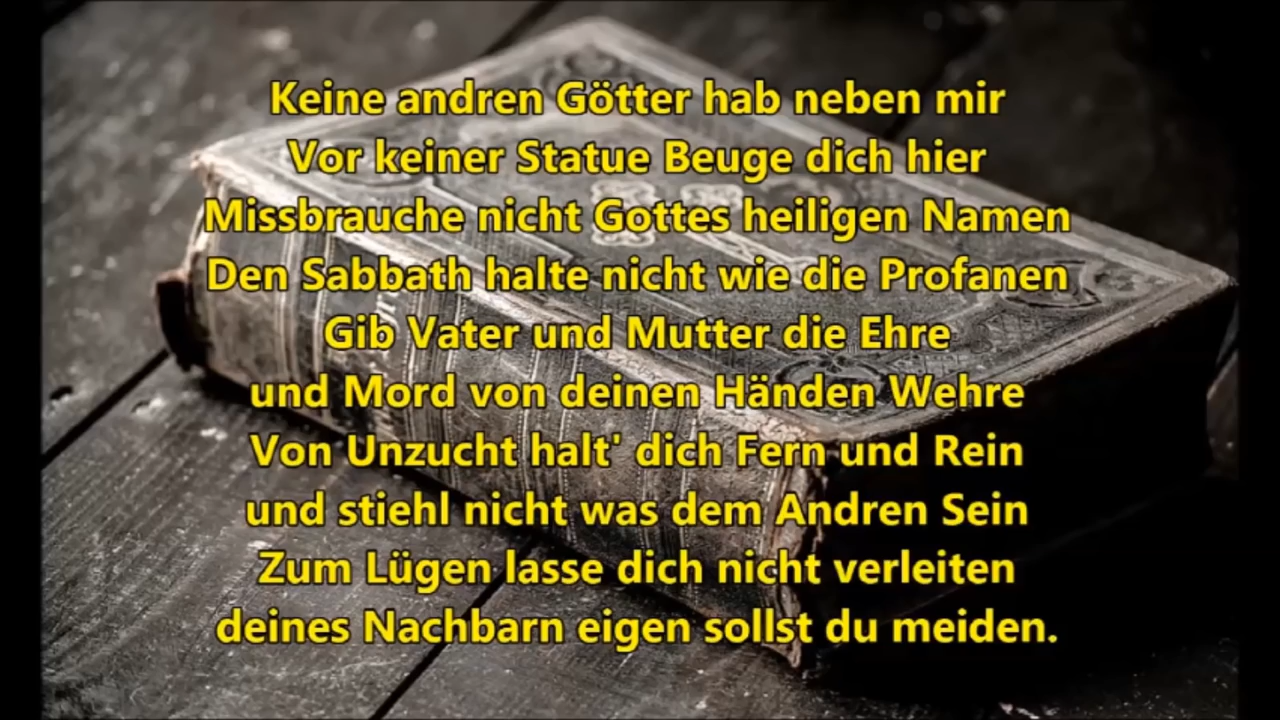 Keine andren Götter hab neben mir
Vor keiner Statue Beuge dich hier
Missbrauche nicht Gottes heiligen Namen
Den Sabbath halte nicht wie die Profanen
Gib Vater und Mutter die Ehre
und Mord von deinen Händen Wehre
Von Unzucht halt' dich Fern und Rein
und stiehl nicht was dem Andren Sein
Zum Lügen lasse dich nicht verleiten
deines Nachbarn eigen sollst du meiden.